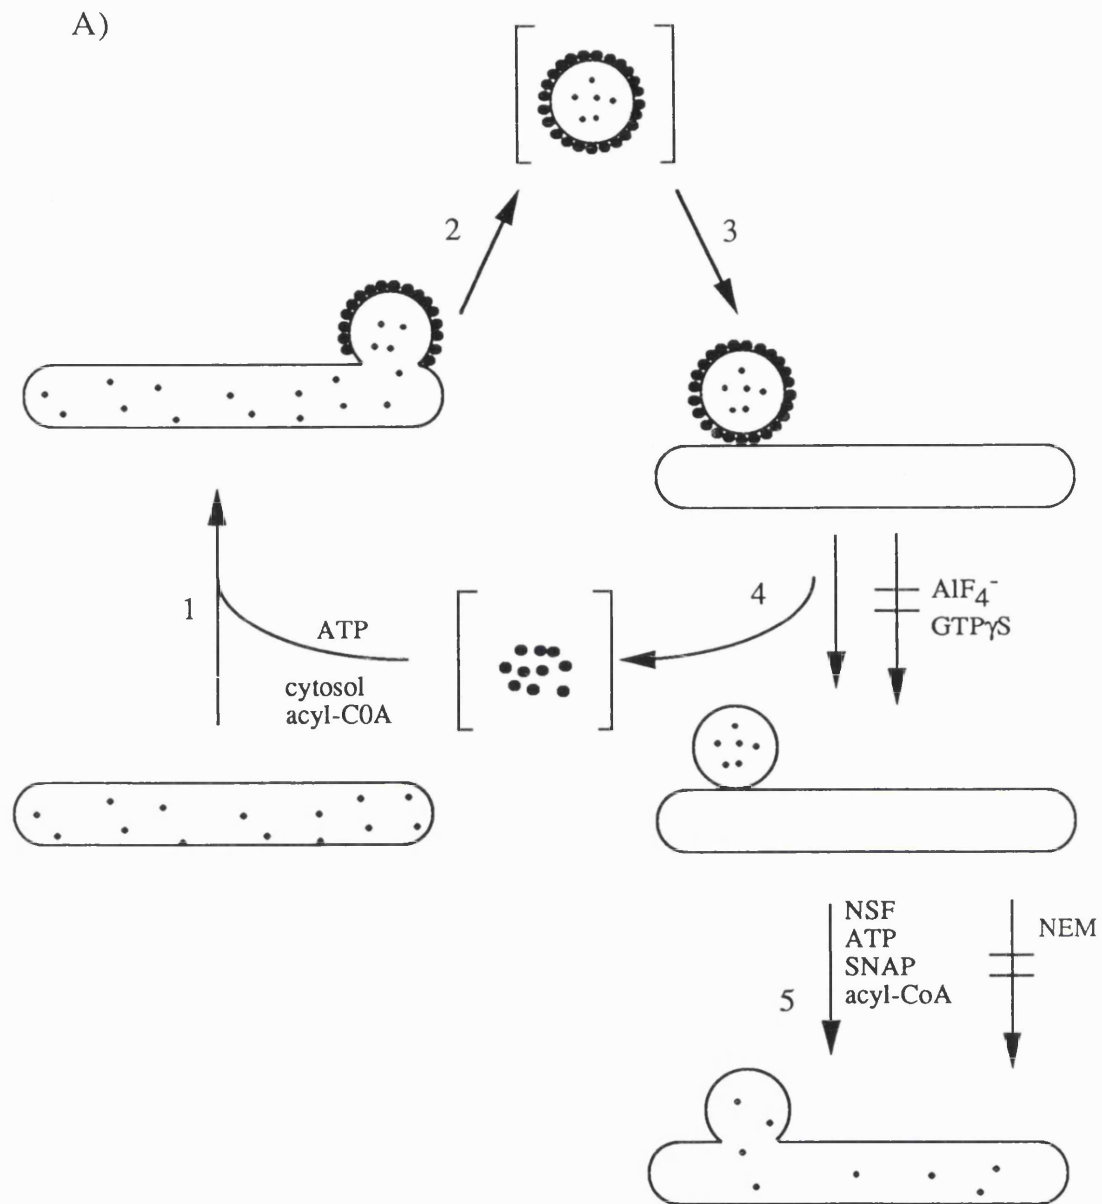 A)
2
3
1
ATP
cytosol
acyl-C0A
4
AlF4-
GTPγS
NSF
ATP
SNAP
acyl-CoA
5
NEM